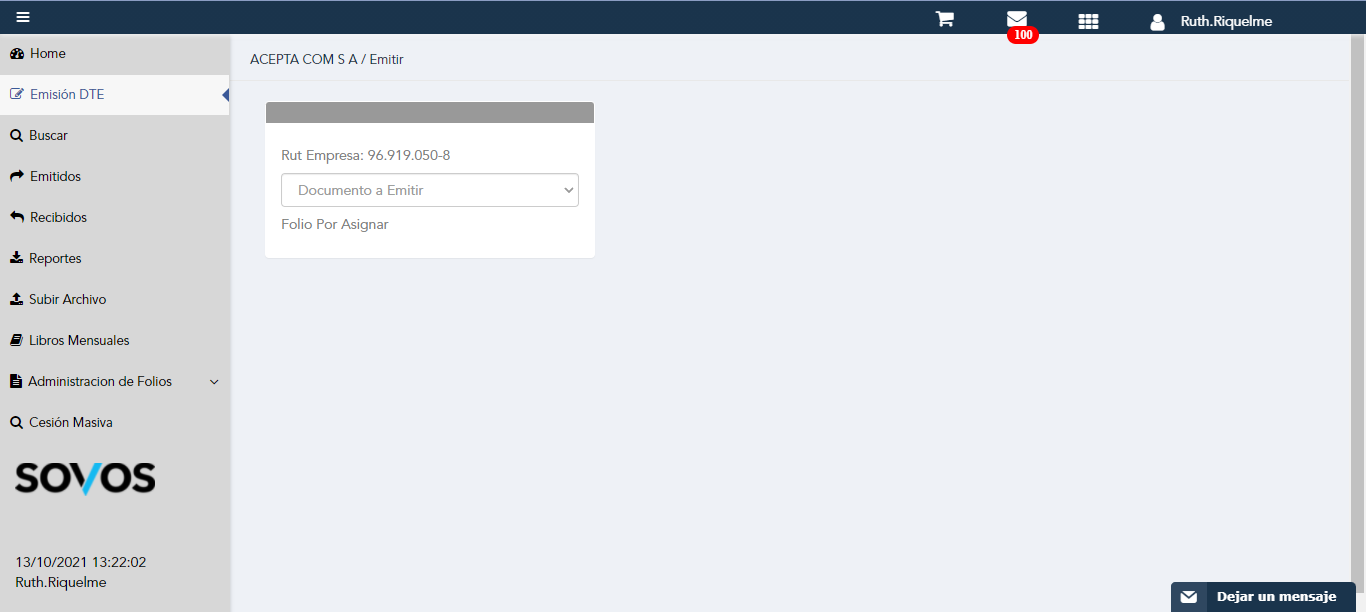 Ruth.Riquelme
100
Home
ACEPTA COM S A / Emitir
Emisión DTE
Buscar
Emitidos
Recibidos
Reportes
Subir Archivo
Libros Mensuales
Administracion de Folios
Cesión Masiva
Rut Empresa: 96.919.050-8
Documento a Emitir
Folio Por Asignar
SOVOS
13/10/2021 13:22:02
Ruth.Riquelme
Dejar un mensaje